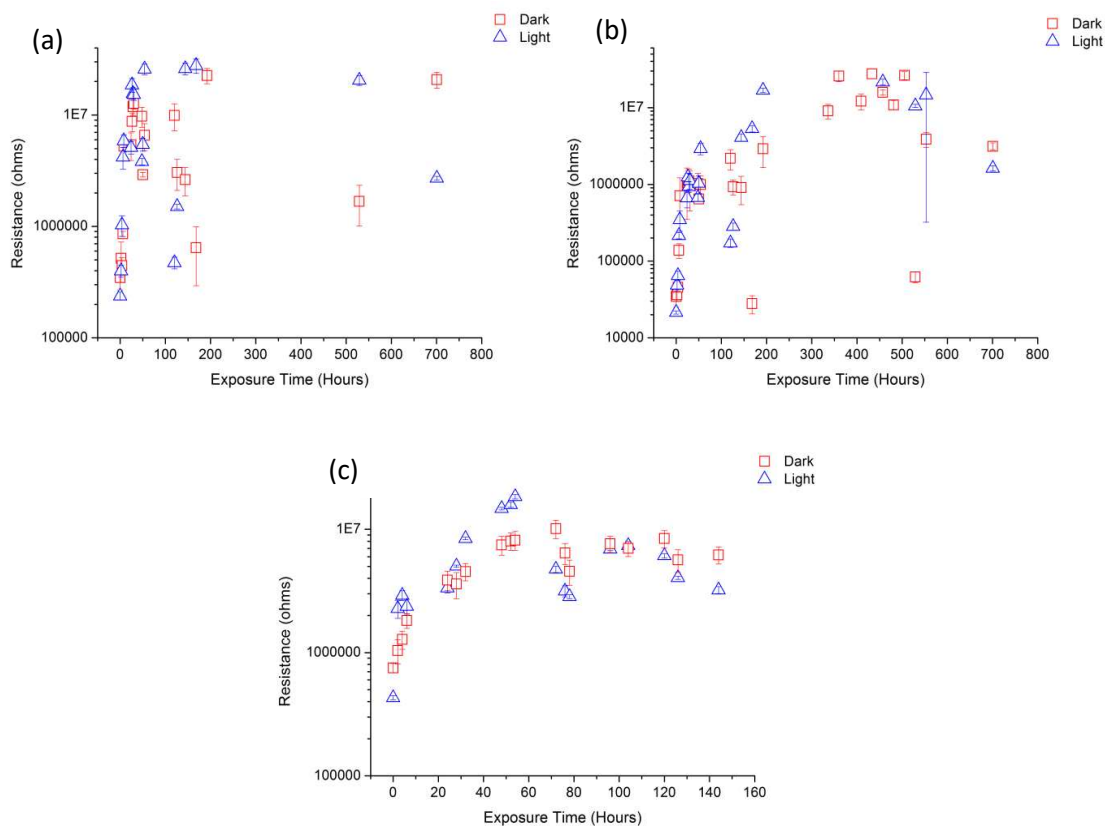 (a)
Dark
Light
Resistance (ohms)
1E7
1000000
100000
0 100 200 300 400 500 600 700 800
Exposure Time (Hours)
(b)
Dark
Light
Resistance (ohms)
1E7
1000000
100000
10000
0 100 200 300 400 500 600 700 800
Exposure Time (Hours)
(c)
Dark
Light
Resistance (ohms)
1E7
1000000
100000
0 20 40 60 80 100 120 140 160
Exposure Time (Hours)